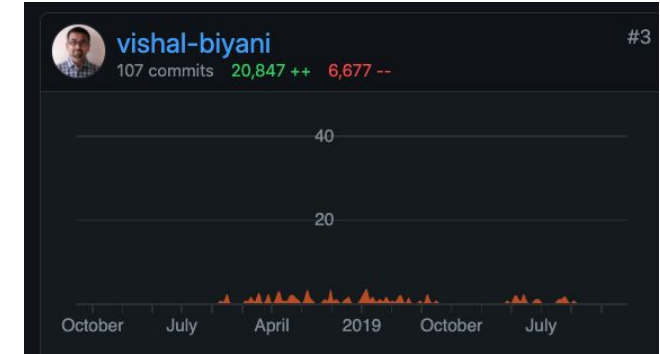 vishal-biyani #3
107 commits 20,847 ++ 6,677 --
40
20
October July April 2019 October July